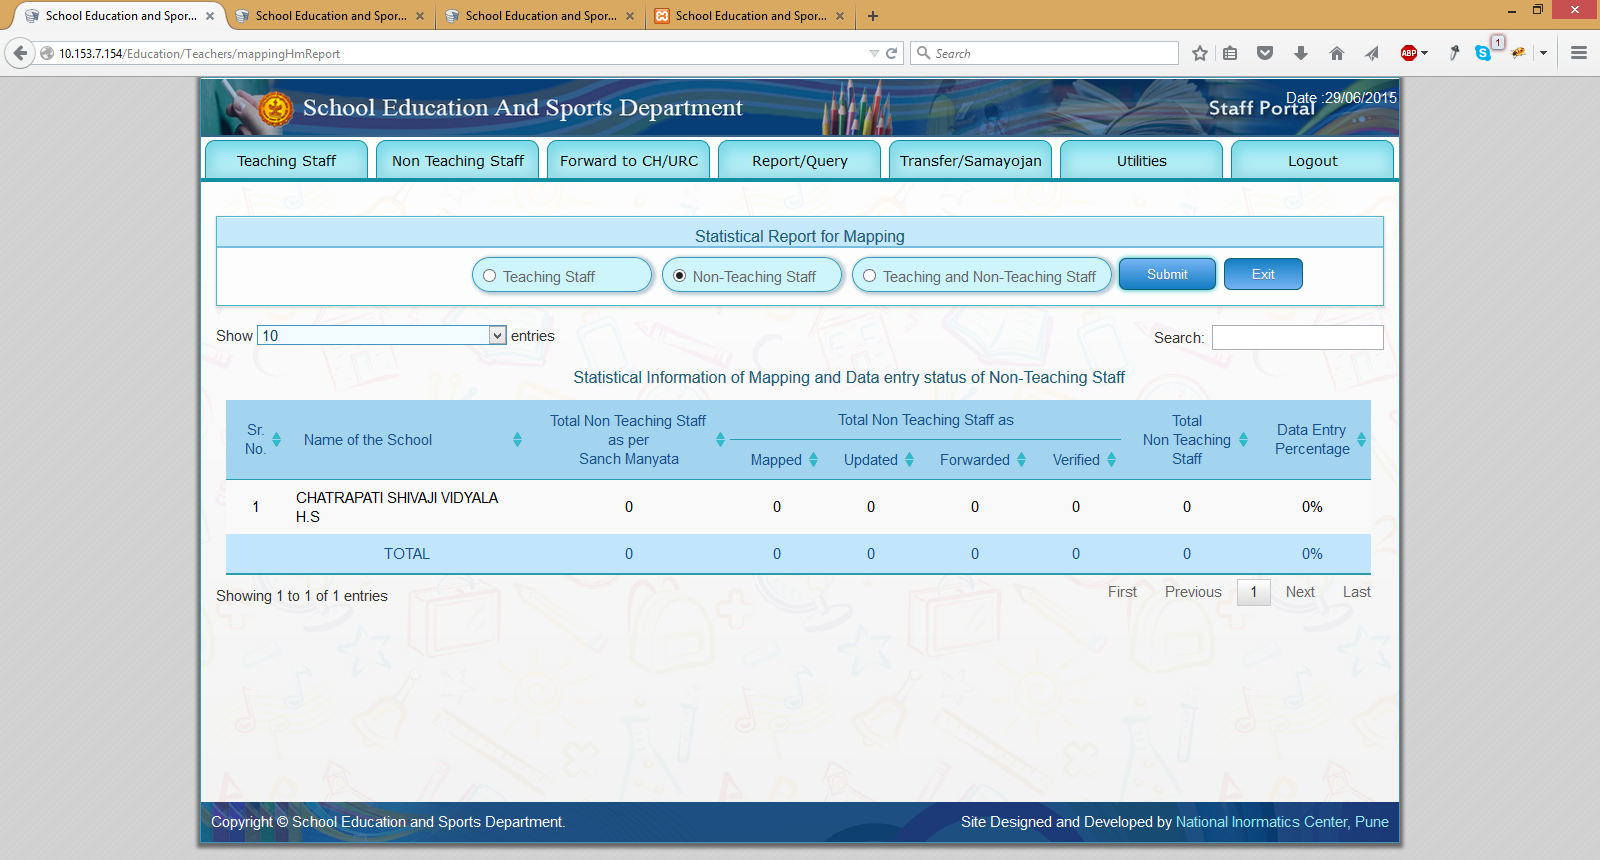 School Education and Spor... School Education and Spor... School Education and Spor... School Education and Spor...
10.153.7.154/Education/Teachers/mappingHmReport
Search
ABP
1
School Education And Sports Department
Date :29/06/2015
Staff Portal
Teaching Staff Non Teaching Staff Forward to CH/URC Report/Query Transfer/Samayojan Utilities Logout
Statistical Report for Mapping
Teaching Staff Non-Teaching Staff Teaching and Non-Teaching Staff Submit Exit
Show 10 entries Search:
Statistical Information of Mapping and Data entry status of Non-Teaching Staff
Sr.
No.
Name of the School
Total Non Teaching Staff
as per
Sanch Manyata
Total Non Teaching Staff as
Mapped Updated Forwarded Verified
Total
Non Teaching
Staff
Data Entry
Percentage
1 CHATRAPATI SHIVAJI VIDYALA
H.S
0 0 0 0 0 0 0%
TOTAL 0 0 0 0 0 0 0%
Showing 1 to 1 of 1 entries First Previous 1 Next Last
Copyright © School Education and Sports Department. Site Designed and Developed by National Inormatics Center, Pune